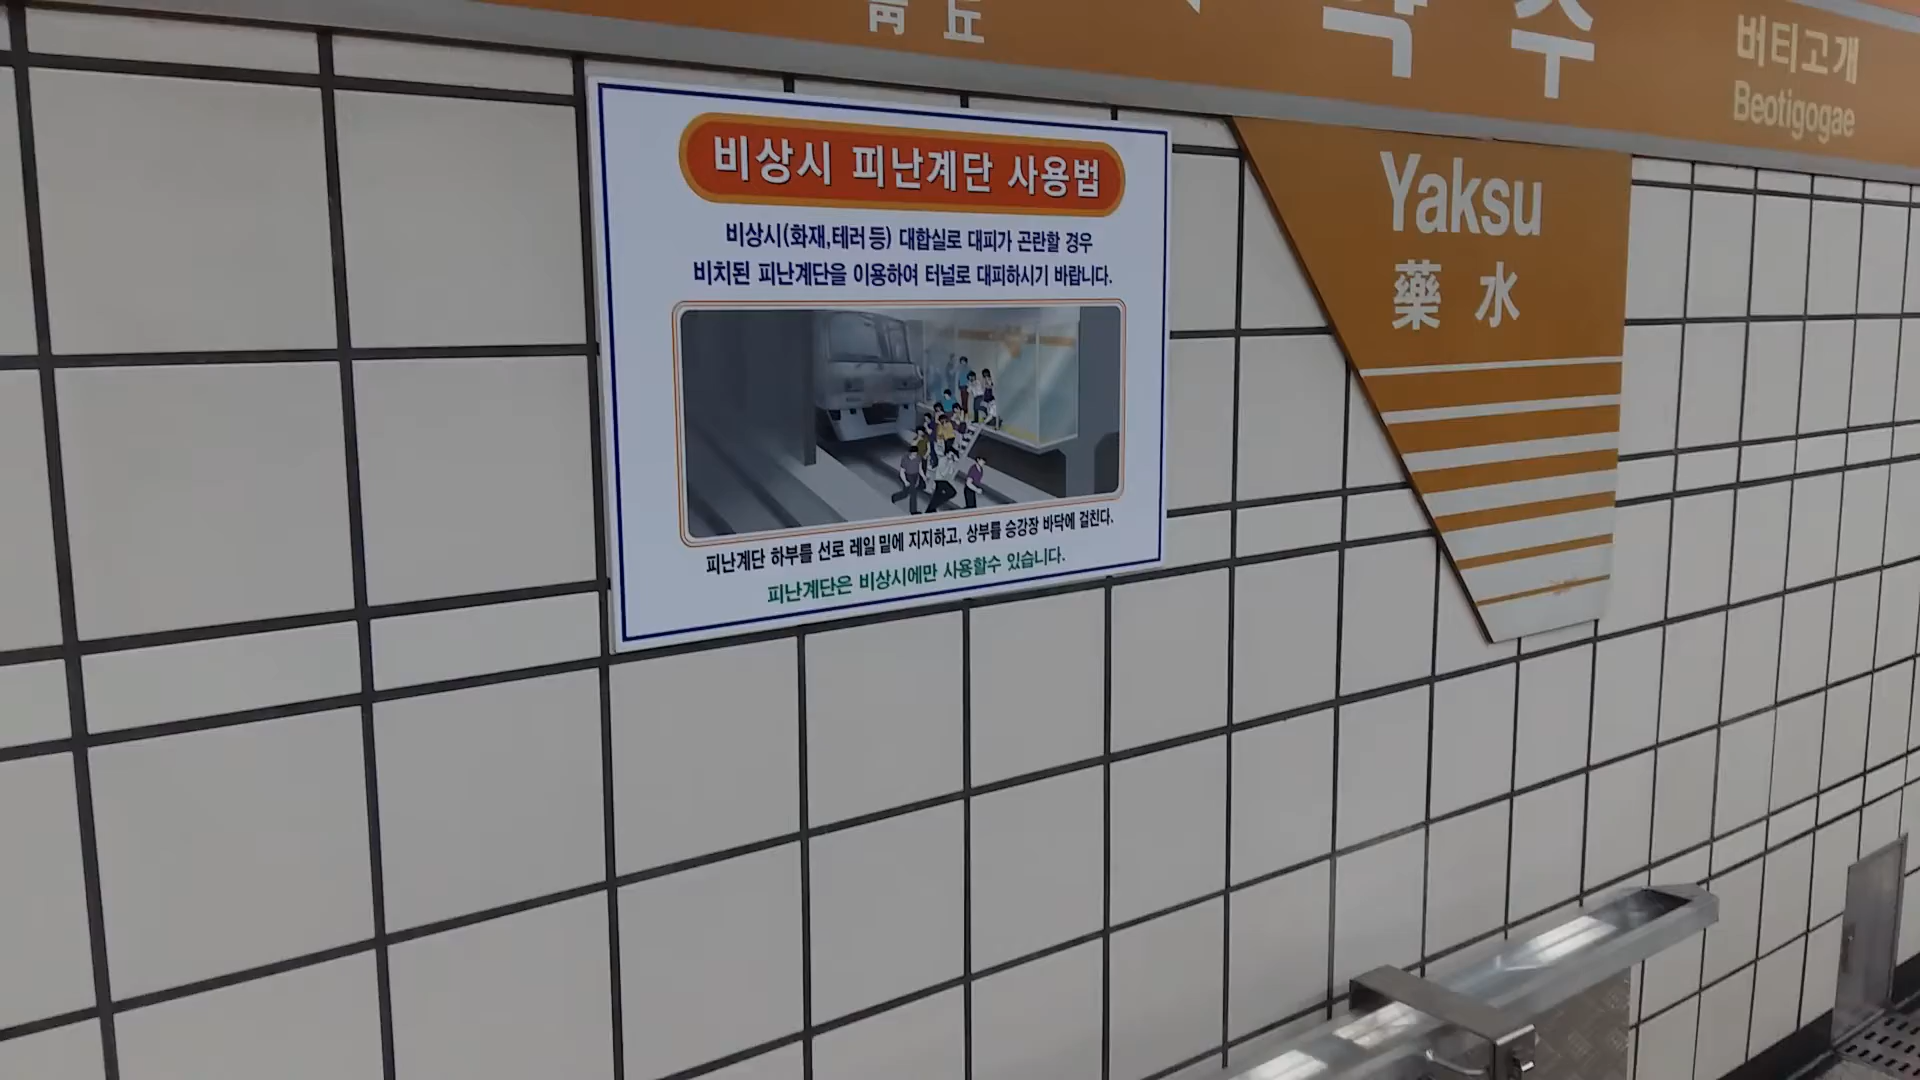 약수
버티고개
Beotigogae
비상시 피난계단 사용법
비상시(화재,테러 등) 대합실로 대피가 곤란할 경우
비치된 피난계단을 이용하여 터널로 대피하시기 바랍니다.
피난계단 하부를 선로 레일 밑에 지지하고, 상부를 승강장 바닥에 걸친다.
피난계단은 비상시에만 사용할수 있습니다.
Yaksu
藥水